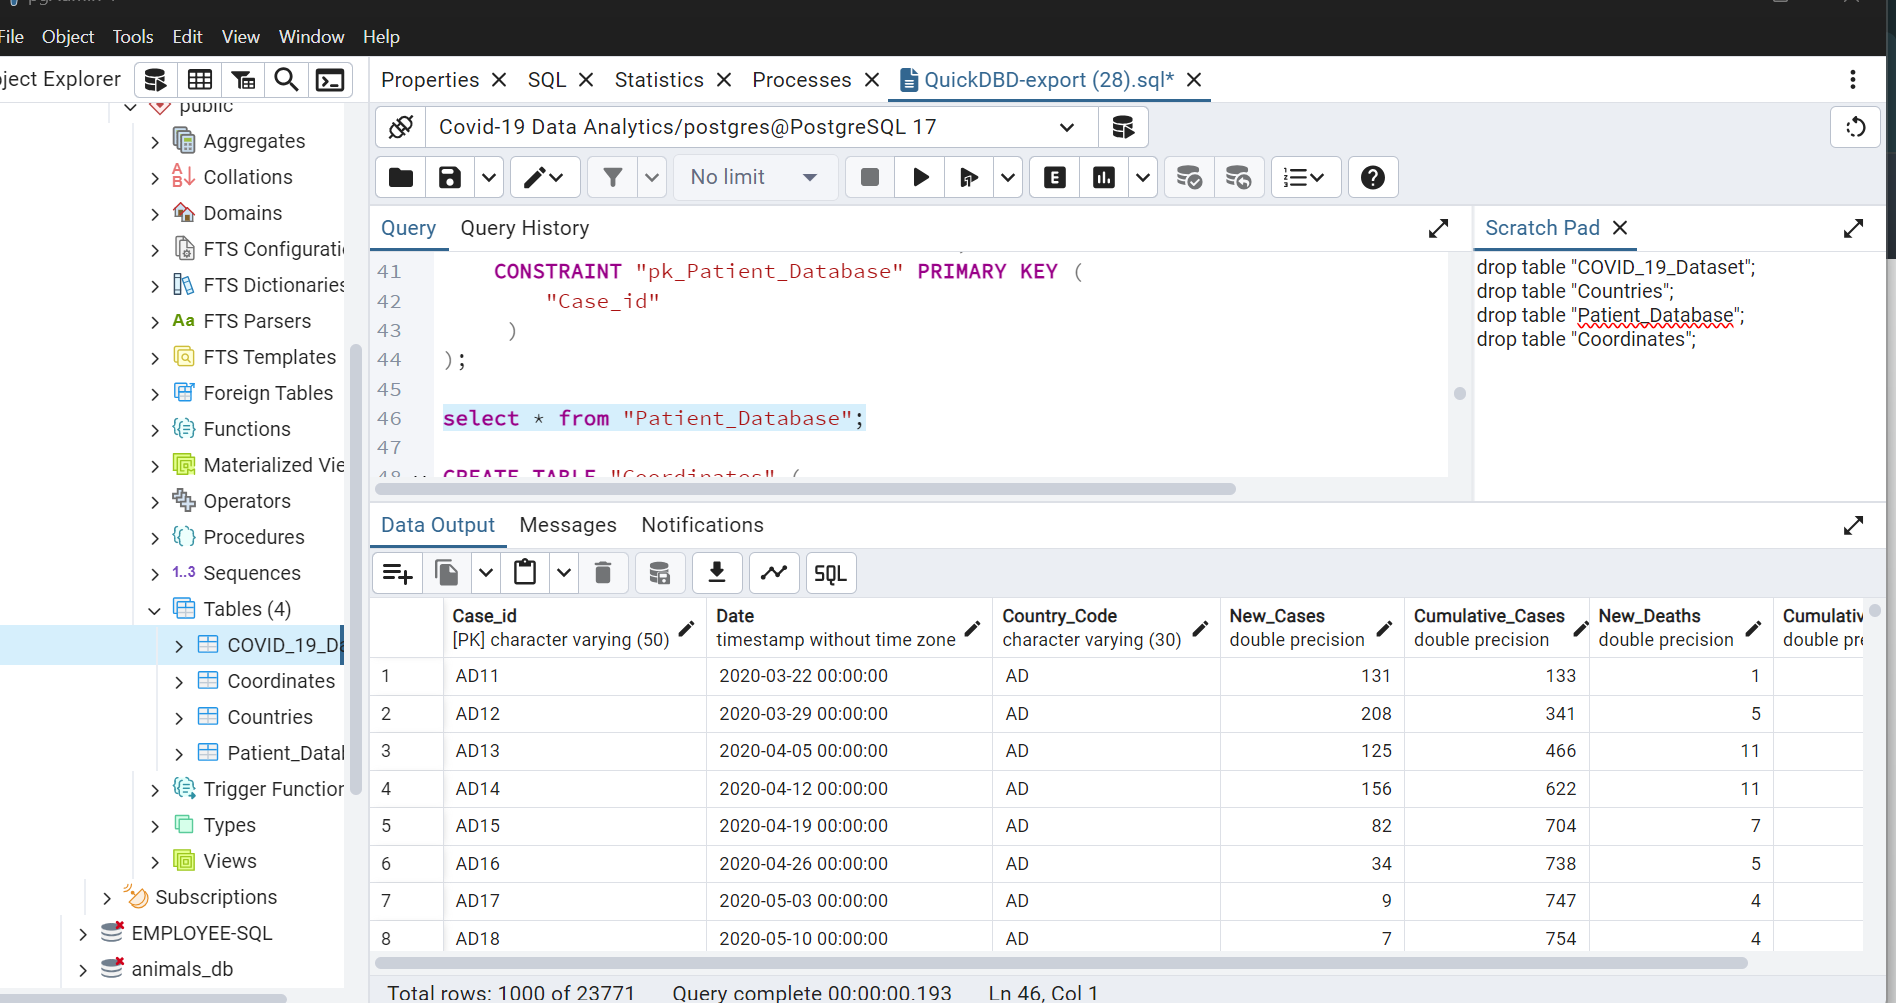 File Object Tools Edit View Window Help
ject Explorer
Properties SQL Statistics Processes QuickDBD-export (28).sql*
public
Aggregates
Collations
Domains
FTS Configurati
FTS Dictionaries
Aa FTS Parsers
FTS Templates
Foreign Tables
Functions
Materialized Vie
Operators
Procedures
1..3 Sequences
Tables (4)
COVID_19_Da
Coordinates
Countries
Patient_Datal
Trigger Function
Types
Views
Subscriptions
EMPLOYEE-SQL
animals_db
Covid-19 Data Analytics/postgres@PostgreSQL 17
No limit
E
Query Query History
41 CONSTRAINT "pk_Patient_Database" PRIMARY KEY (
42 "Case_id"
43 )
44 );
45
46 select * from "Patient_Database";
47
48 CREATE TABLE "Coordinates" (
Scratch Pad
drop table "COVID_19_Dataset";
drop table "Countries";
drop table "Patient_Database";
drop table "Coordinates";
Data Output Messages Notifications
SQL
Case_id Date Country_Code New_Cases Cumulative_Cases New_Deaths Cumulativ
[PK] character varying (50) timestamp without time zone character varying (30) double precision double precision double precision double pre
1 AD11 2020-03-22 00:00:00 AD 131 133 1
2 AD12 2020-03-29 00:00:00 AD 208 341 5
3 AD13 2020-04-05 00:00:00 AD 125 466 11
4 AD14 2020-04-12 00:00:00 AD 156 622 11
5 AD15 2020-04-19 00:00:00 AD 82 704 7
6 AD16 2020-04-26 00:00:00 AD 34 738 5
7 AD17 2020-05-03 00:00:00 AD 9 747 4
8 AD18 2020-05-10 00:00:00 AD 7 754 4
Total rows: 1000 of 23771 Query complete 00:00:00.193 Ln 46, Col 1